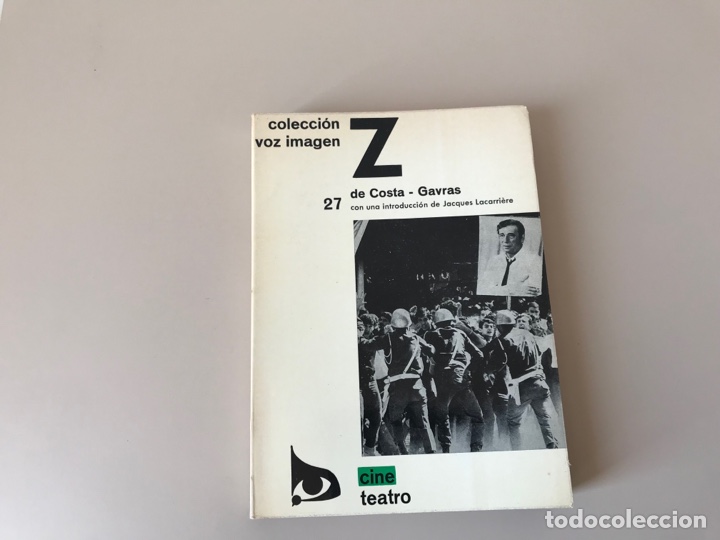 colección
voz imagen
Z
27
de Costa - Gavras
con una introducción de Jacques Lacarrière
cine
teatro
todocoleccion